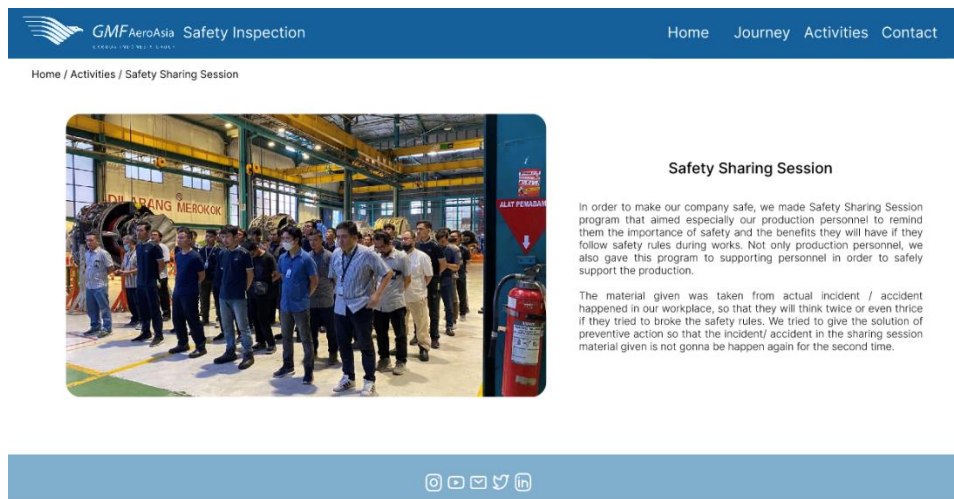 GMF AeroAsia Safety Inspection
Home Journey Activities Contact
Home / Activities / Safety Sharing Session
DILARANG MEROKOK
ALAT PEMADAM
Safety Sharing Session
In order to make our company safe, we made Safety Sharing Session
program that aimed especially our production personnel to remind
them the importance of safety and the benefits they will have if they
follow safety rules during works. Not only production personnel, we
also gave this program to supporting personnel in order to safely
support the production.
The material given was taken from actual incident / accident
happened in our workplace, so that they will think twice or even thrice
if they tried to broke the safety rules. We tried to give the solution of
preventive action so that the incident/ accident in the sharing session
material given is not gonna be happen again for the second time.